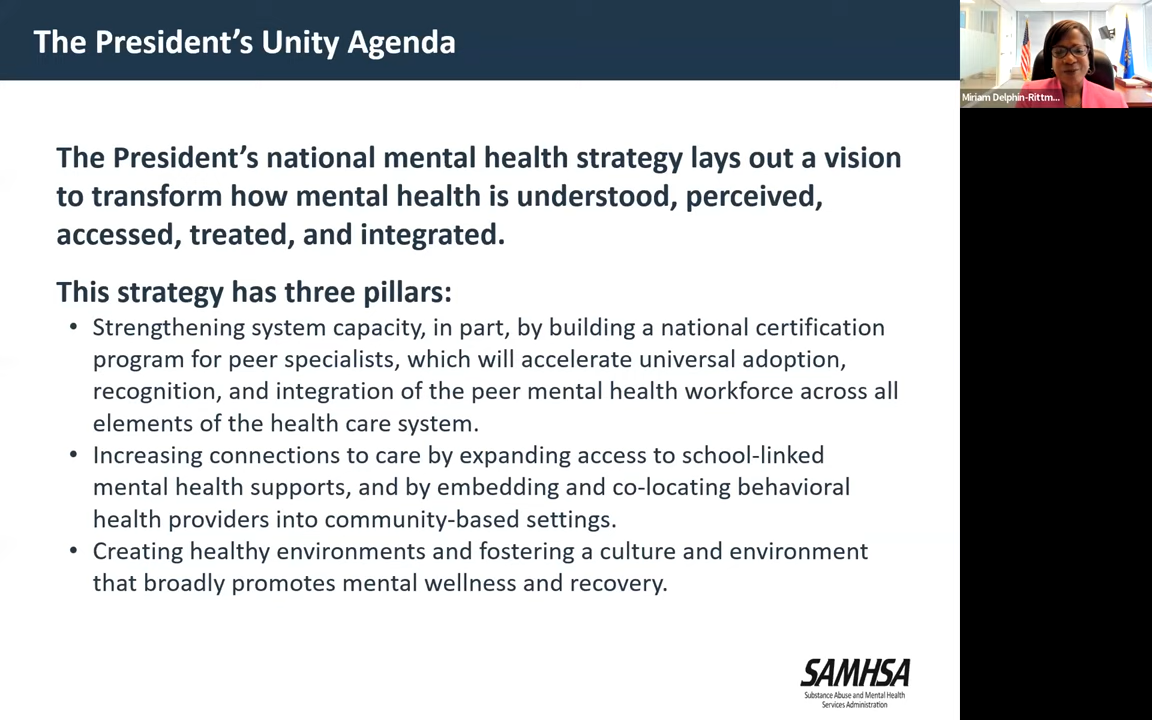 The President's Unity Agenda
Miriam Delphin-Rittm...
The President's national mental health strategy lays out a vision
to transform how mental health is understood, perceived,
accessed, treated, and integrated.
This strategy has three pillars:
• Strengthening system capacity, in part, by building a national certification
program for peer specialists, which will accelerate universal adoption,
recognition, and integration of the peer mental health workforce across all
elements of the health care system.
• Increasing connections to care by expanding access to school-linked
mental health supports, and by embedding and co-locating behavioral
health providers into community-based settings.
• Creating healthy environments and fostering a culture and environment
that broadly promotes mental wellness and recovery.
SAMHSA
Substance Abuse and Mental Health
Services Administration